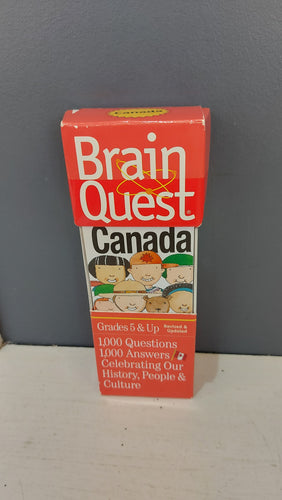 Canada
Brain
Quest®
Canada
Grades 5 & Up
Revised &
Updated
1,000 Questions
1,000 Answers
Celebrating Our
History, People &
Culture